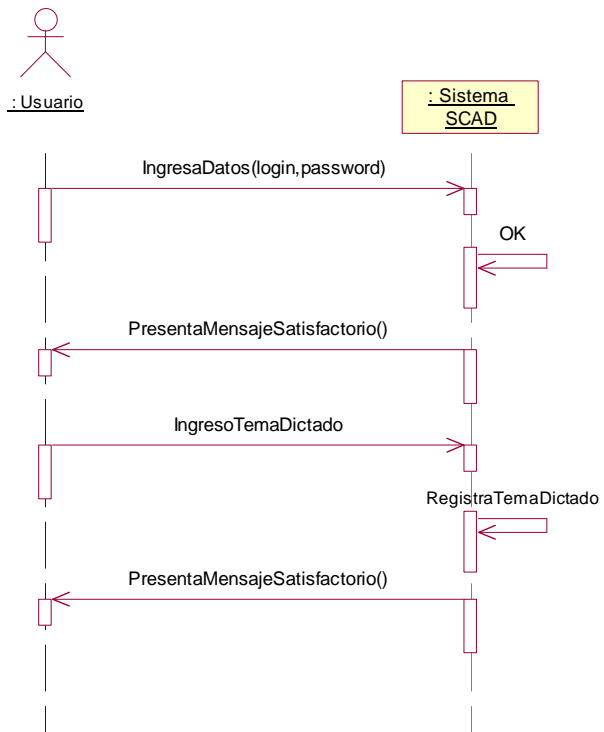 : Usuario
: Sistema
SCAD
IngresaDatos(login,password)
OK
PresentaMensajeSatisfactorio()
IngresoTemaDictado
RegistraTemaDictado
PresentaMensajeSatisfactorio()